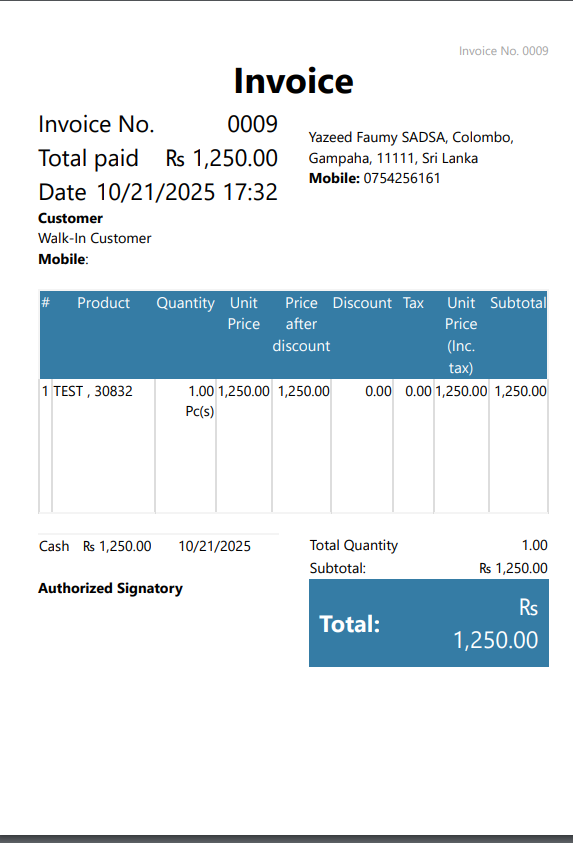 Invoice No. 0009
Invoice
Invoice No. 0009
Total paid ₨ 1,250.00
Date 10/21/2025 17:32
Customer
Walk-In Customer
Mobile:
Yazeed Faumy SADSA, Colombo,
Gampaha, 11111, Sri Lanka
Mobile: 0754256161
# Product Quantity Unit Price Price after discount Discount Tax Unit Price (Inc. tax) Subtotal
1 TEST , 30832 1.00 Pc(s) 1,250.00 1,250.00 0.00 0.00 1,250.00 1,250.00
Cash ₨ 1,250.00 10/21/2025
Authorized Signatory
Total Quantity 1.00
Subtotal: ₨ 1,250.00
Total: ₨ 1,250.00